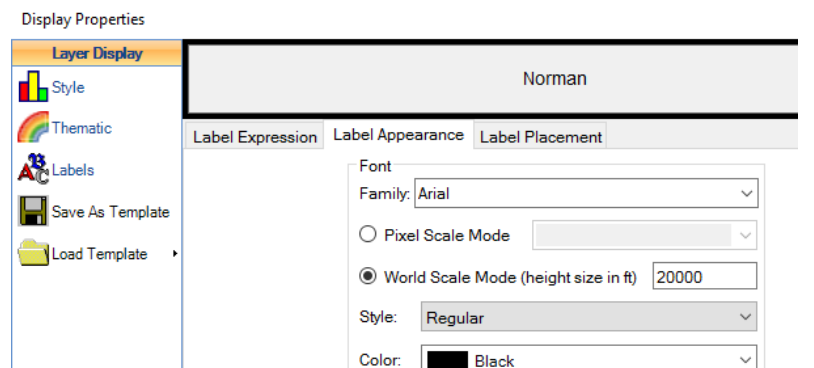 Display Properties
Layer Display
Style
Thematic
Labels
Save As Template
Load Template
Norman
Label Expression Label Appearance Label Placement
Font
Family: Arial
Pixel Scale Mode
World Scale Mode (height size in ft) 20000
Style: Regular
Color: Black